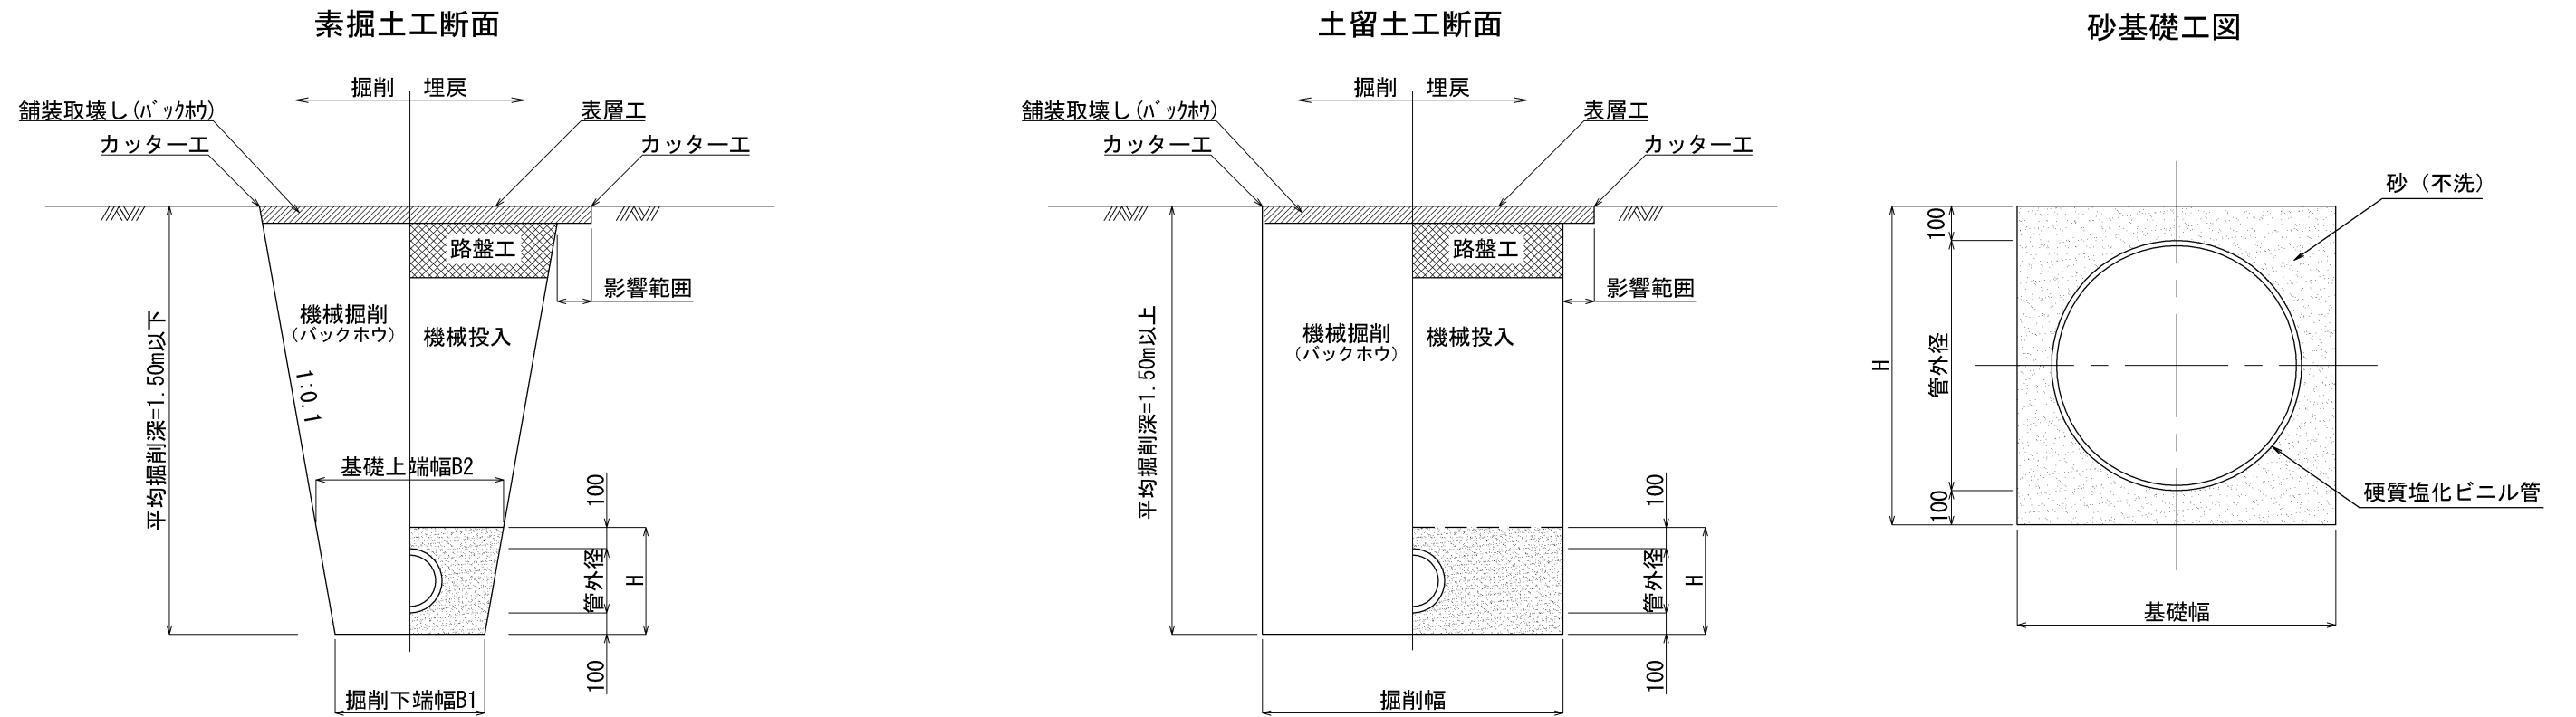 素掘土工断面
掘削 埋戻
舗装取壊し(ﾊﾞｯｸﾎｳ)
表層工
カッター工
カッター工
路盤工
影響範囲
機械掘削
(バックホウ)
機械投入
平均掘削深=1.50m以下
1:0.1
基礎上端幅B2
100
管外径
H
100
掘削下端幅B1
土留土工断面
掘削 埋戻
舗装取壊し(ﾊﾞｯｸﾎｳ)
表層工
カッター工
カッター工
路盤工
影響範囲
機械掘削
(バックホウ)
機械投入
平均掘削深=1.50m以上
100
管外径
H
100
掘削幅
砂基礎工図
砂（不洗）
100
管外径
H
100
硬質塩化ビニル管
基礎幅